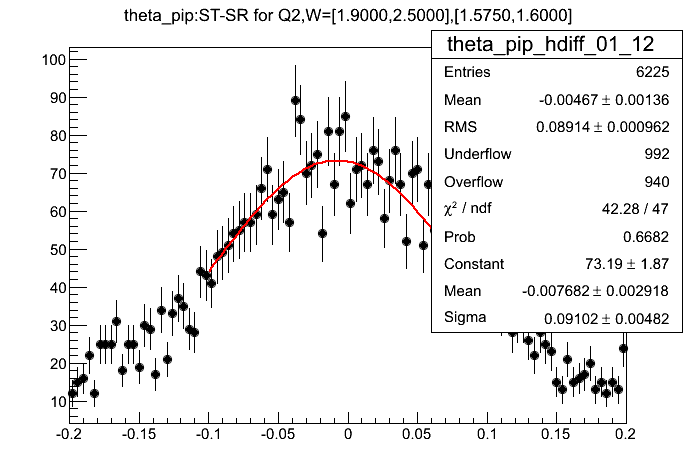 theta_pip:ST-SR for Q2,W=[1.9000,2.5000],[1.5750,1.6000]
theta_pip_hdiff_01_12
Entries 6225
Mean -0.00467 ± 0.00136
RMS 0.08914 ± 0.000962
Underflow 992
Overflow 940
χ² / ndf 42.28 / 47
Prob 0.6682
Constant 73.19 ± 1.87
Mean -0.007682 ± 0.002918
Sigma 0.09102 ± 0.00482
100
90
80
70
60
50
40
30
20
10
-0.2 -0.15 -0.1 -0.05 0 0.05 0.1 0.15 0.2